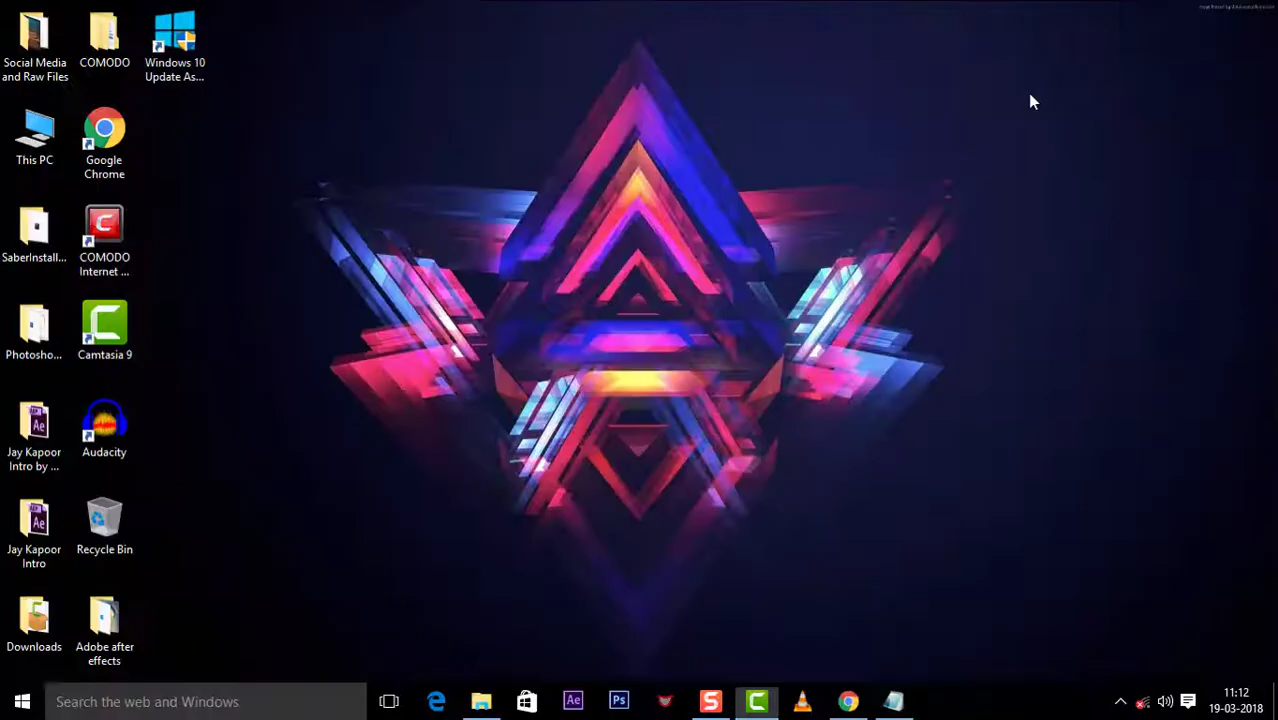 Social Media
and Raw Files
COMODO
Windows 10
Update As...
This PC
Google
Chrome
SaberInstall...
COMODO
Internet ...
Photosho...
Camtasia 9
Jay Kapoor
Intro by ...
Audacity
Jay Kapoor
Intro
Recycle Bin
Downloads
Adobe after
effects
Search the web and Windows
Ae
Ps
S
11:12
19-03-2018